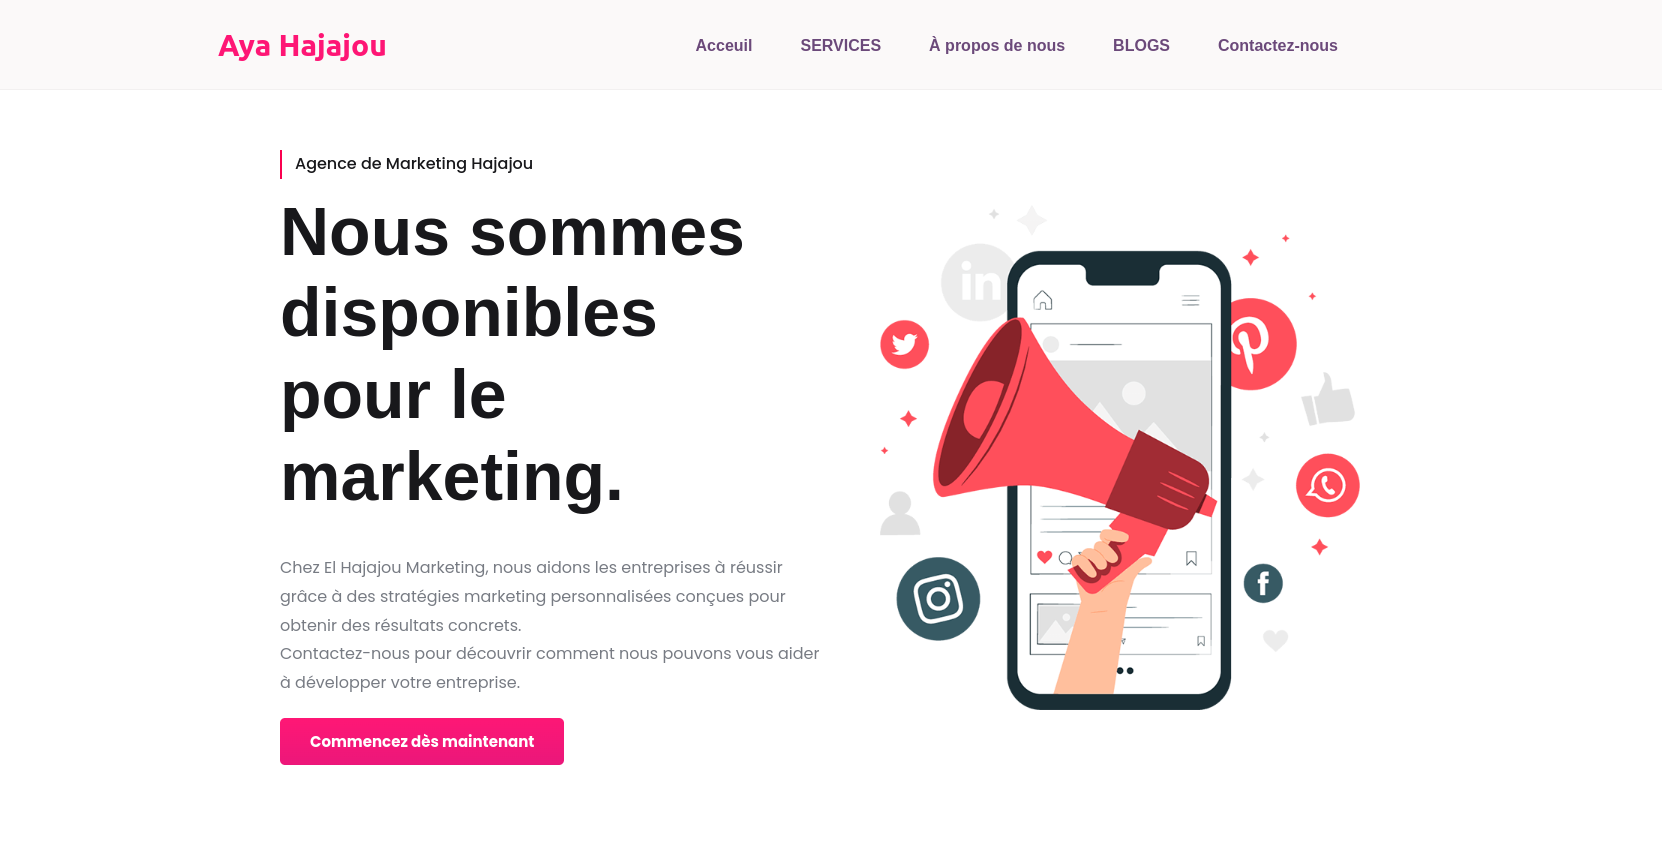 Aya Hajajou
Acceuil SERVICES À propos de nous BLOGS Contactez-nous
Agence de Marketing Hajajou
Nous sommes
disponibles
pour le
marketing.
Chez El Hajajou Marketing, nous aidons les entreprises à réussir
grâce à des stratégies marketing personnalisées conçues pour
obtenir des résultats concrets.
Contactez-nous pour découvrir comment nous pouvons vous aider
à développer votre entreprise.
Commencez dès maintenant
in
f